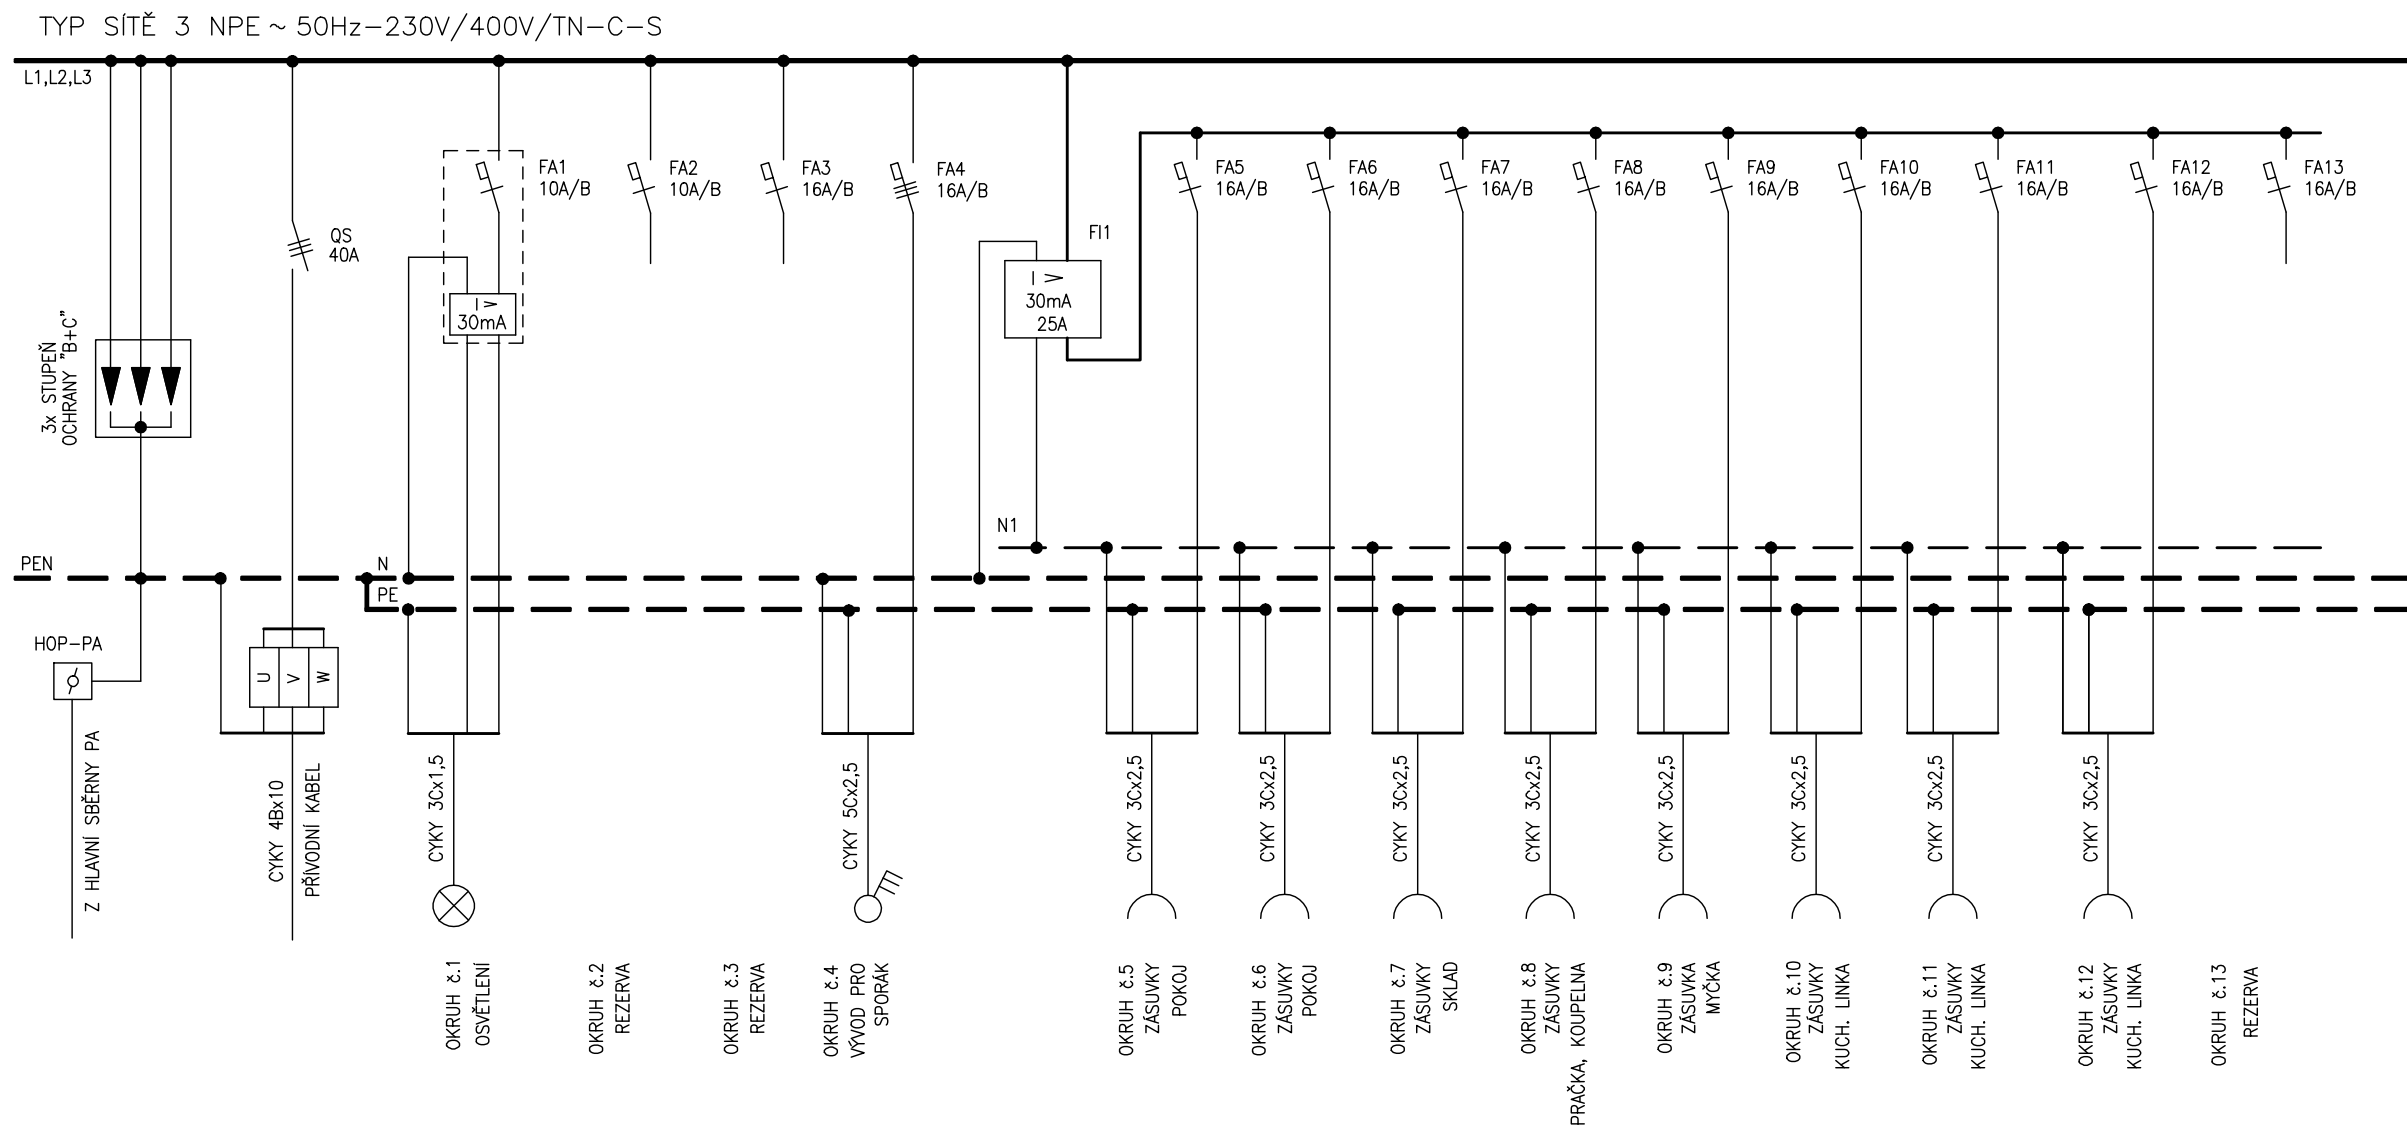 TYP SÍTĚ 3 NPE ~ 50Hz-230V/400V/TN-C-S
L1,L2,L3
QS
40A
FA1
10A/B
FA2
10A/B
FA3
16A/B
FA4
16A/B
FA5
16A/B
FA6
16A/B
FA7
16A/B
FA8
16A/B
FA9
16A/B
FA10
16A/B
FA11
16A/B
FA12
16A/B
FA13
16A/B
FI1
I >
30mA
I >
30mA
25A
3x STUPEŇ
OCHRANY "B+C"
N1
PEN
N
PE
HOP-PA
U
V
W
Z HLAVNÍ SBĚRNY PA
CYKY 4Bx10
PŘÍVODNÍ KABEL
CYKY 3Cx1,5
CYKY 5Cx2,5
CYKY 3Cx2,5
CYKY 3Cx2,5
CYKY 3Cx2,5
CYKY 3Cx2,5
CYKY 3Cx2,5
CYKY 3Cx2,5
CYKY 3Cx2,5
CYKY 3Cx2,5
OKRUH č.1
OSVĚTLENÍ
OKRUH č.2
REZERVA
OKRUH č.3
REZERVA
OKRUH č.4
VÝVOD PRO
SPORÁK
OKRUH č.5
ZÁSUVKY
POKOJ
OKRUH č.6
ZÁSUVKY
POKOJ
OKRUH č.7
ZÁSUVKY
SKLAD
OKRUH č.8
ZÁSUVKY
PRAČKA, KOUPELNA
OKRUH č.9
ZÁSUVKA
MYČKA
OKRUH č.10
ZÁSUVKY
KUCH. LINKA
OKRUH č.11
ZÁSUVKY
KUCH. LINKA
OKRUH č.12
ZÁSUVKY
KUCH. LINKA
OKRUH č.13
REZERVA